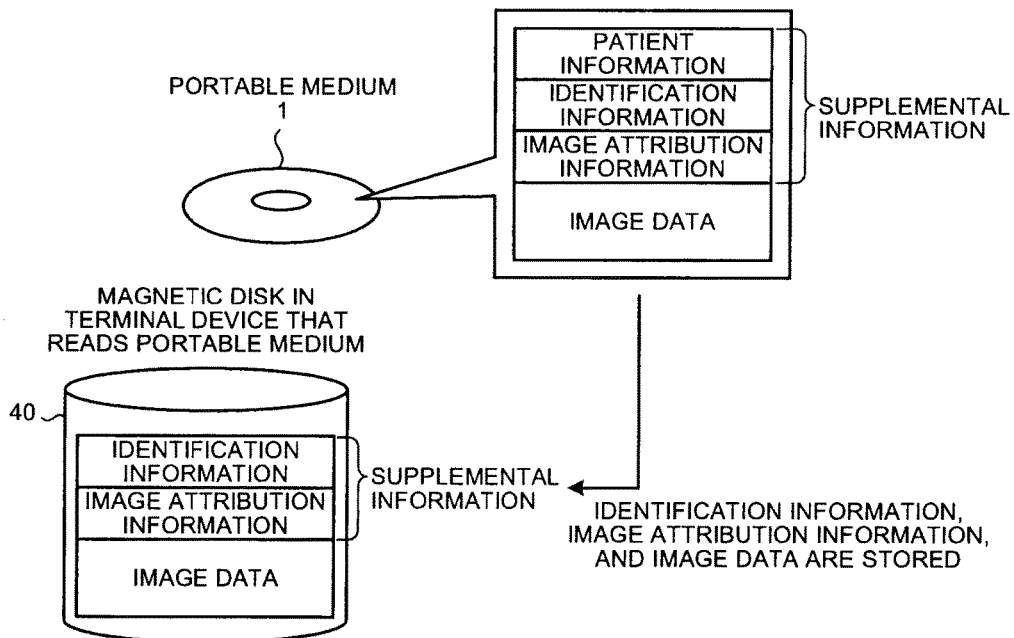 PORTABLE MEDIUM
1
PATIENT
INFORMATION
IDENTIFICATION
INFORMATION
IMAGE ATTRIBUTION
INFORMATION
IMAGE DATA
SUPPLEMENTAL
INFORMATION
MAGNETIC DISK IN
TERMINAL DEVICE THAT
READS PORTABLE MEDIUM
40
IDENTIFICATION
INFORMATION
IMAGE ATTRIBUTION
INFORMATION
IMAGE DATA
SUPPLEMENTAL
INFORMATION
IDENTIFICATION INFORMATION,
IMAGE ATTRIBUTION INFORMATION,
AND IMAGE DATA ARE STORED